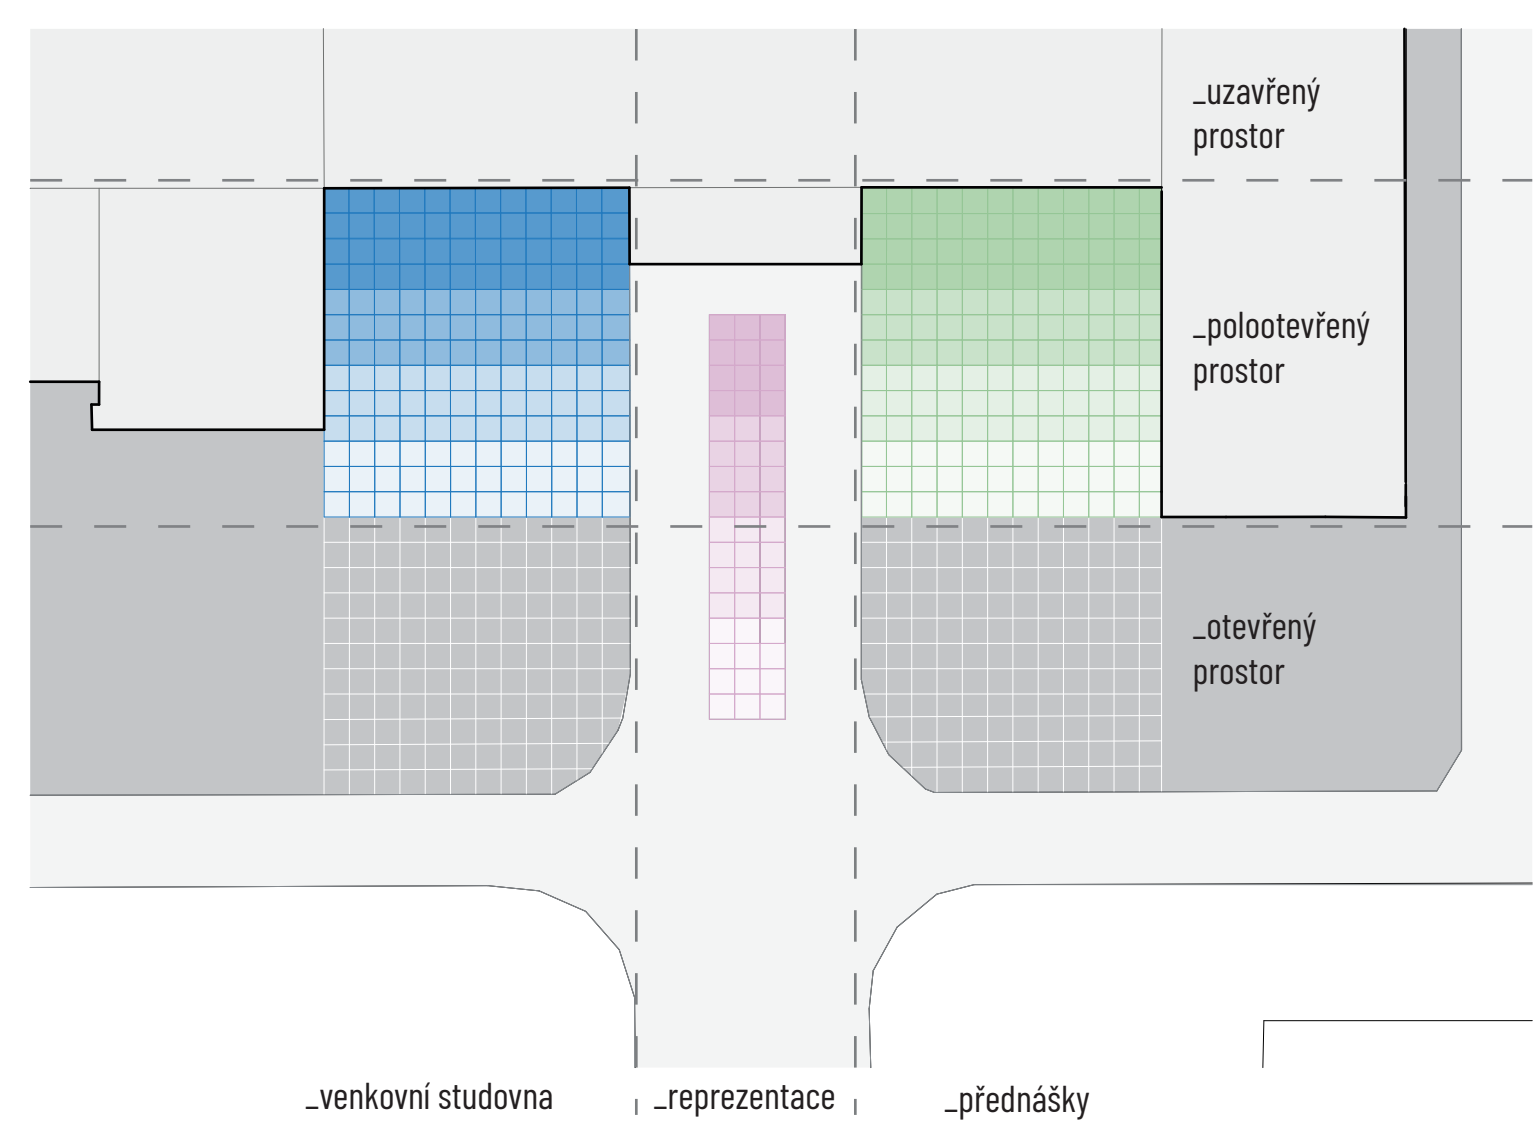 _uzavřený
prostor
_polootevřený
prostor
_otevřený
prostor
_venkovní studovna
_reprezentace
_přednášky